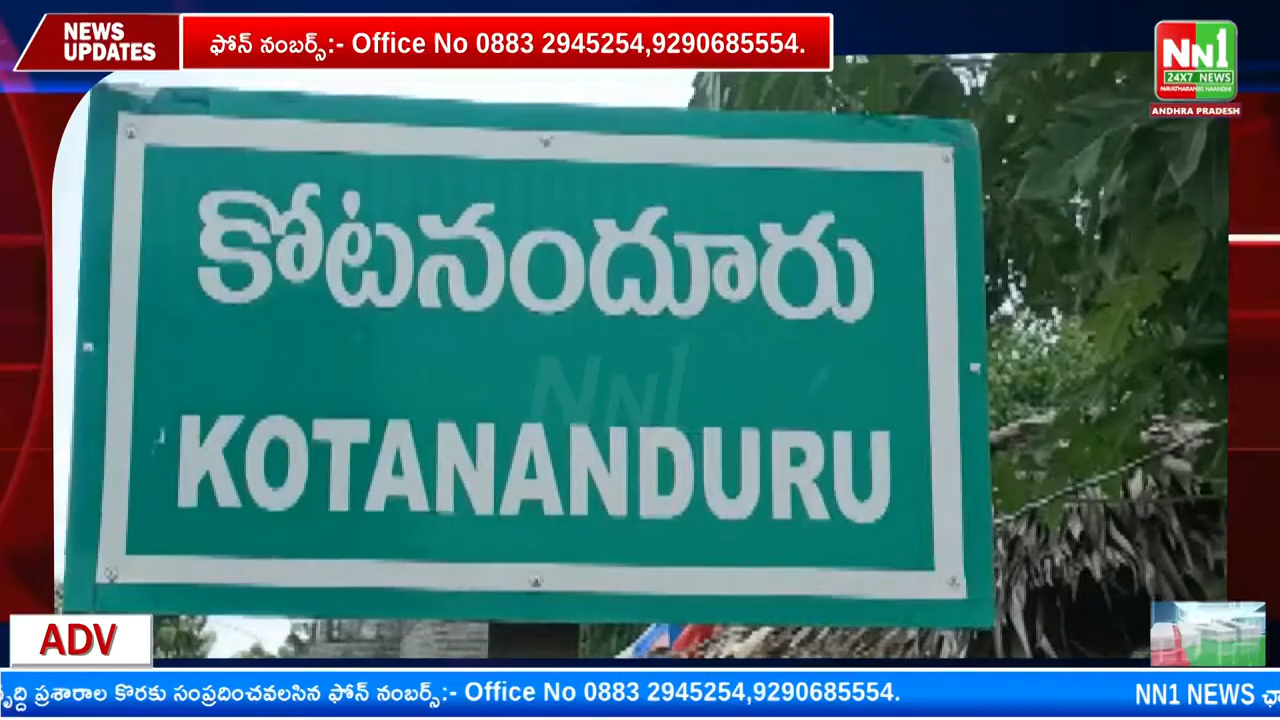 NEWS
UPDATES
ఫోన్ నంబర్స్:- Office No 0883 2945254,9290685554.
NN1
24X7 NEWS
ANDHRA PRADESH
కోటనందూరు
NN1
KOTANANDURU
ADV
ప్రశారాల కొరకు సంప్రదించవలసిన ఫోన్ నంబర్స్:- Office No 0883 2945254,9290685554.
NN1 NEWS